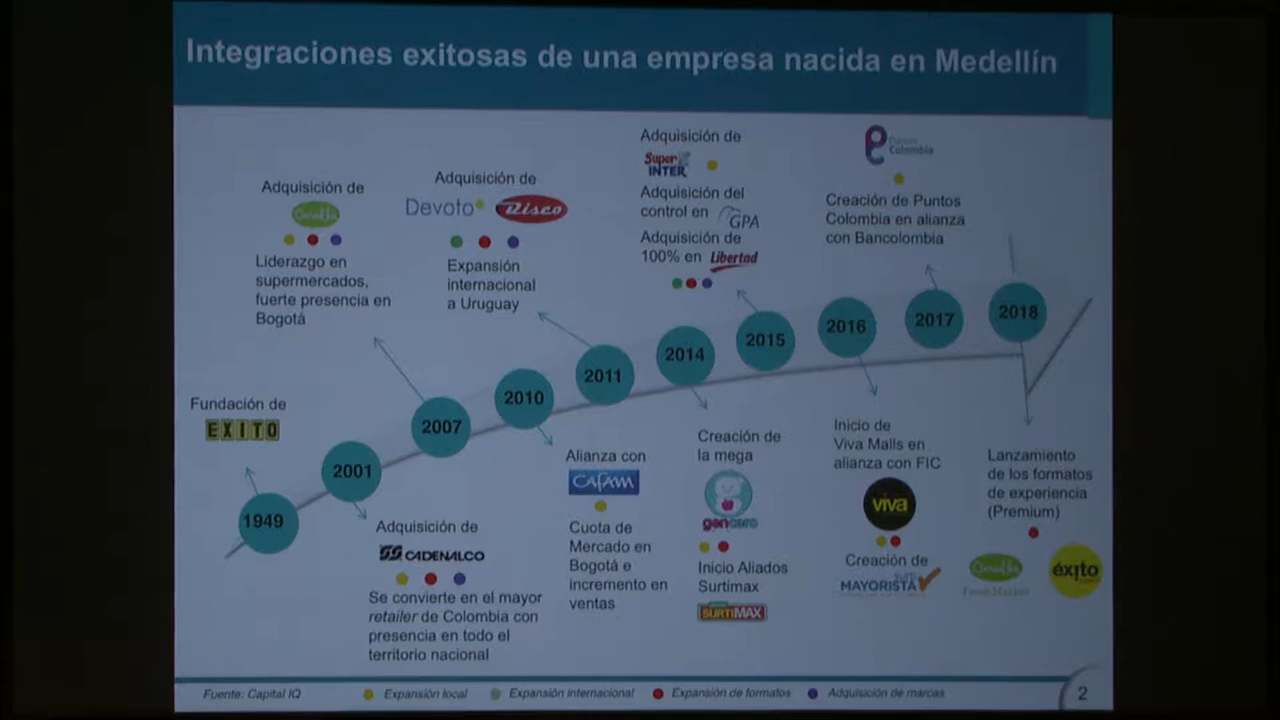 Integraciones exitosas de una empresa nacida en Medellín
Fundación de
EXITO
1949
2001
Adquisición de
CADENALCO
Se convierte en el mayor
retailer de Colombia con
presencia en todo el
territorio nacional
Adquisición de
Carulla
Liderazgo en
supermercados,
fuerte presencia en
Bogotá
2007
2010
Alianza con
CAFAM
Cuota de
Mercado en
Bogotá e
incremento en
ventas
Adquisición de
Devoto Disco
Expansión
internacional
a Uruguay
2011
2014
Creación de
la mega
gen cero
Inicio Aliados
Surtimax
SURTIMAX
Adquisición de
Super INTER
Adquisición del
control en GPA
Adquisición de
100% en Libertad
2015
2016
Inicio de
Viva Malls en
alianza con FIC
viva
Creación de
MAYORISTA
Colombia
Creación de Puntos
Colombia en alianza
con Bancolombia
2017
2018
Lanzamiento
de los formatos
de experiencia
(Premium)
Carulla
FreshMarket
éxito
Fuente: Capital IQ
Expansión local
Expansión internacional
Expansión de formatos
Adquisición de marcas
2